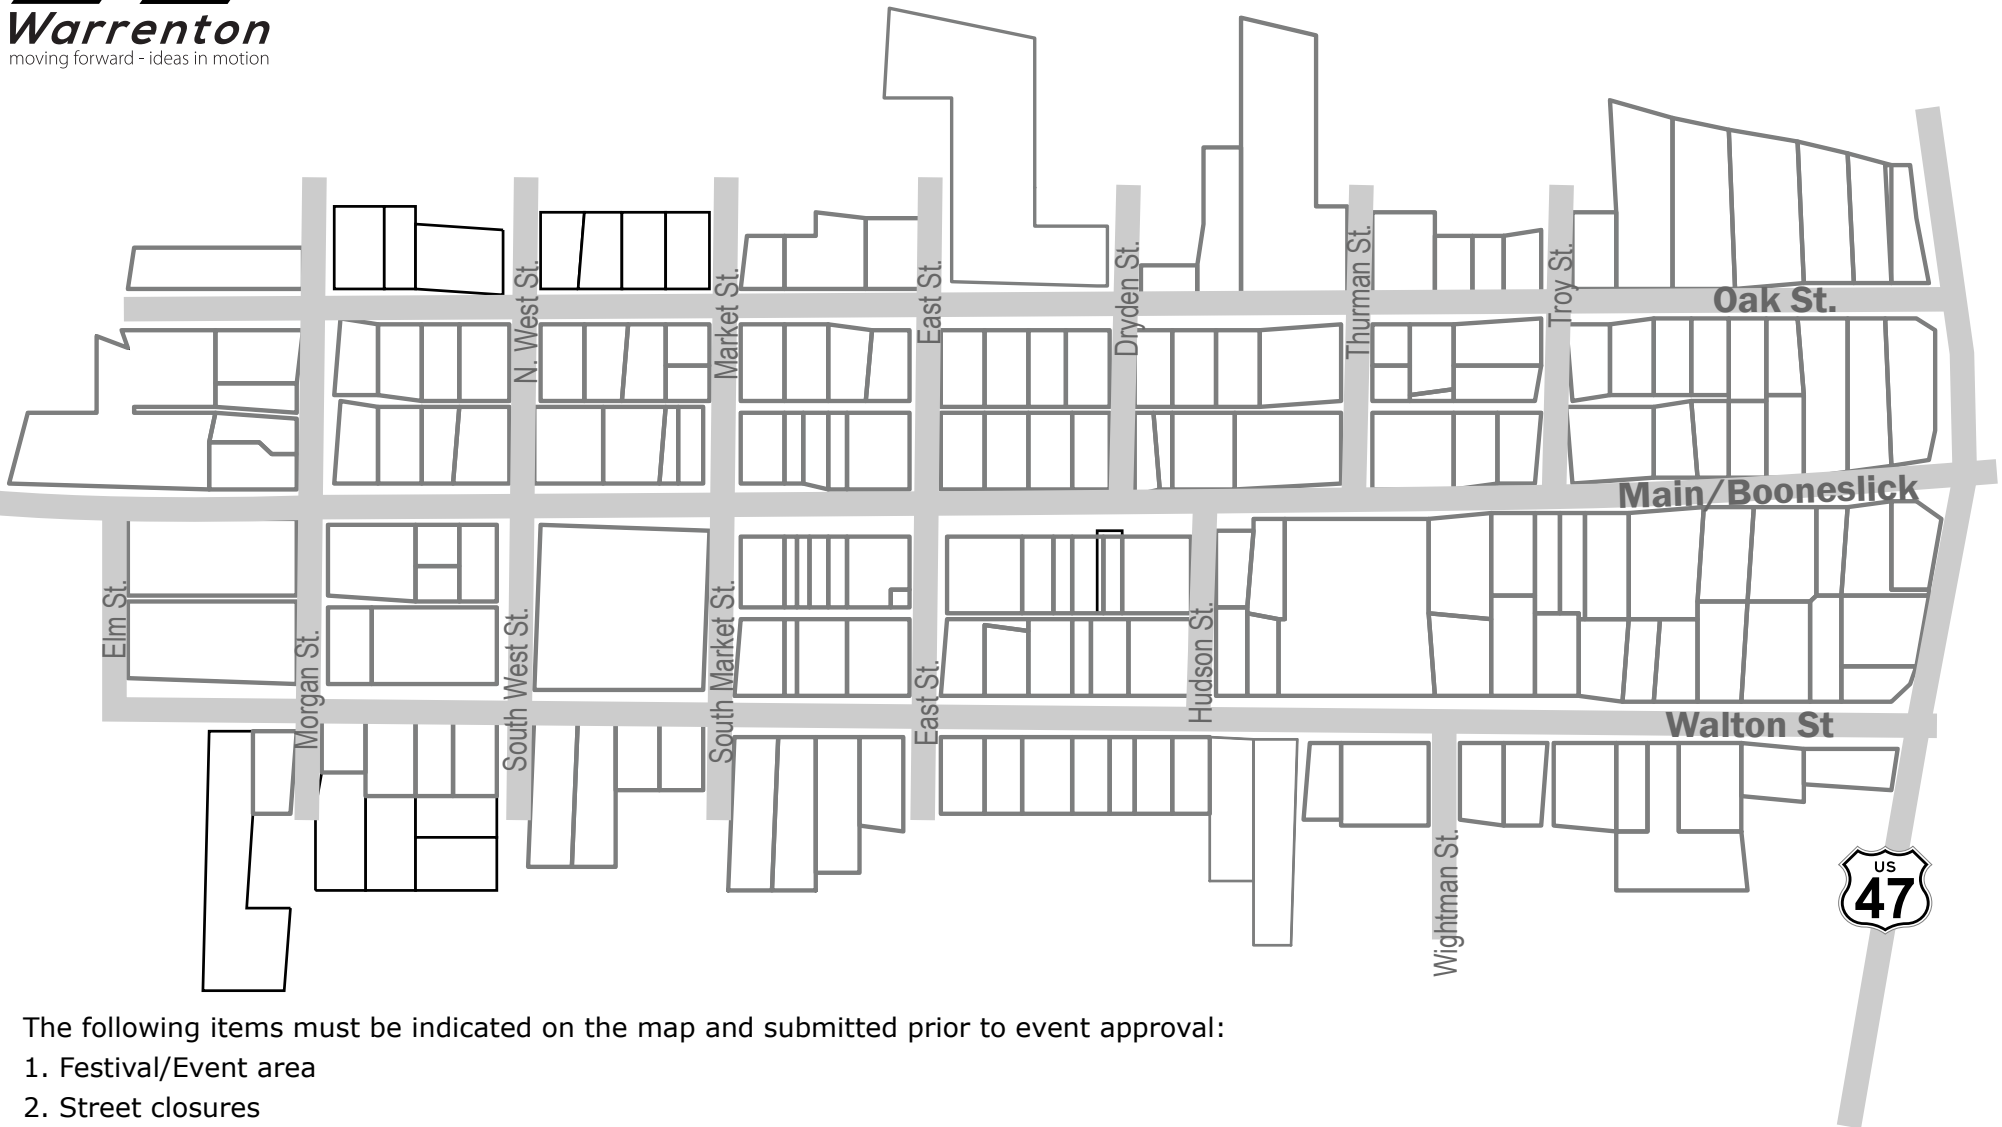 Warrenton
moving forward - ideas in motion
N. West St.
Market St.
East St.
Dryden St.
Thurman St.
Troy St.
Oak St.
Main/Booneslick
Elm St.
Morgan St.
South West St.
South Market St.
East St.
Hudson St.
Walton St
Wightman St.
US
47
The following items must be indicated on the map and submitted prior to event approval:
1. Festival/Event area
2. Street closures